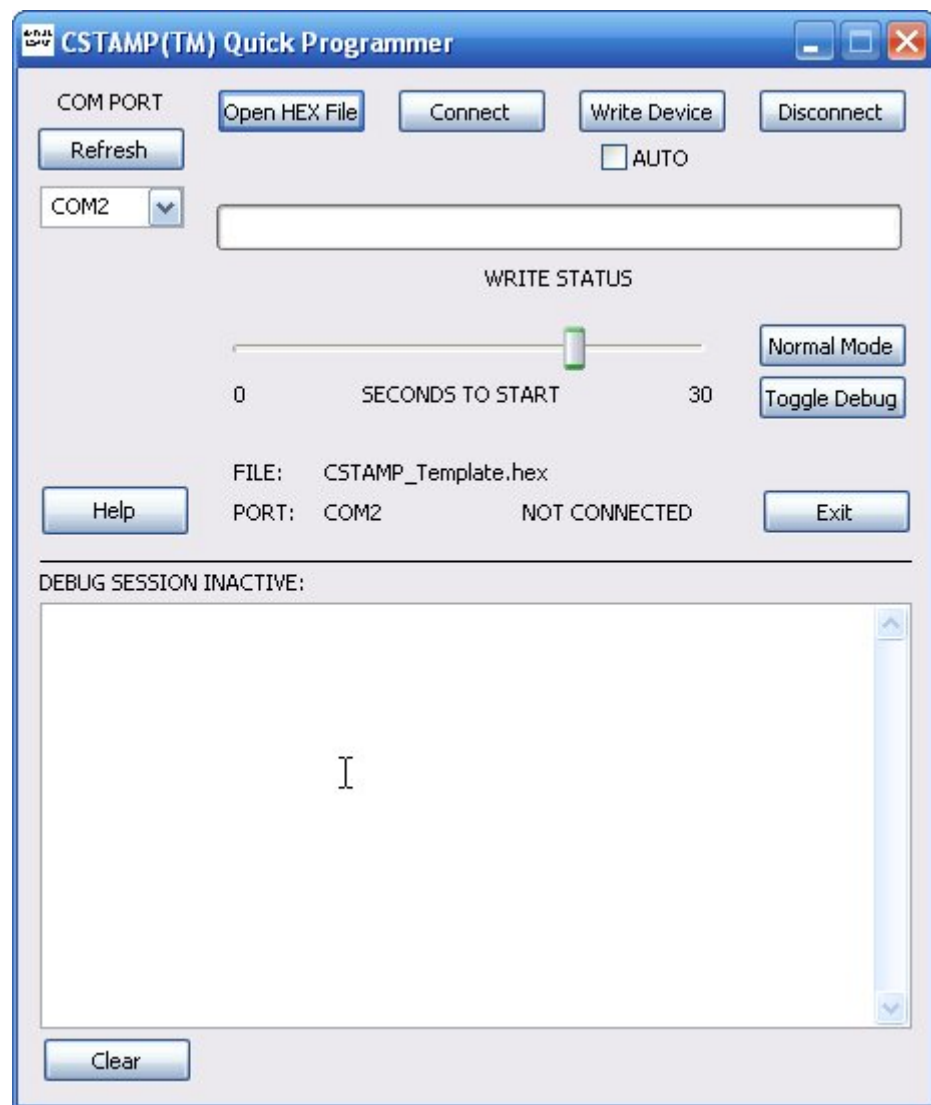 CSTAMP(TM) Quick Programmer
COM PORT
Open HEX File Connect Write Device Disconnect
Refresh
AUTO
COM2
WRITE STATUS
Normal Mode
0 SECONDS TO START 30
Toggle Debug
FILE: CSTAMP_Template.hex
Help
PORT: COM2 NOT CONNECTED
Exit
DEBUG SESSION INACTIVE:
Clear